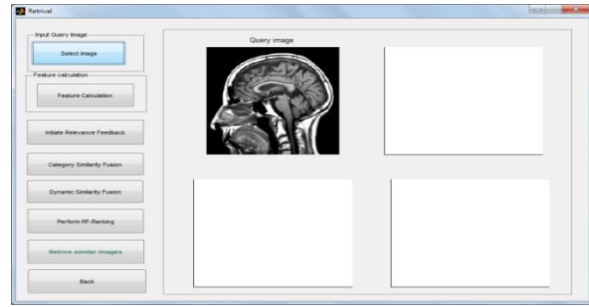 Retrival
Input Query Image
Select image
Feature calculation
Feature Calculation
Initiate Relevance Feedback
Category Similarity Fusion
Dynamic Similarity Fusion
Perform RF-Ranking
Retrive similar images
Back
Query image